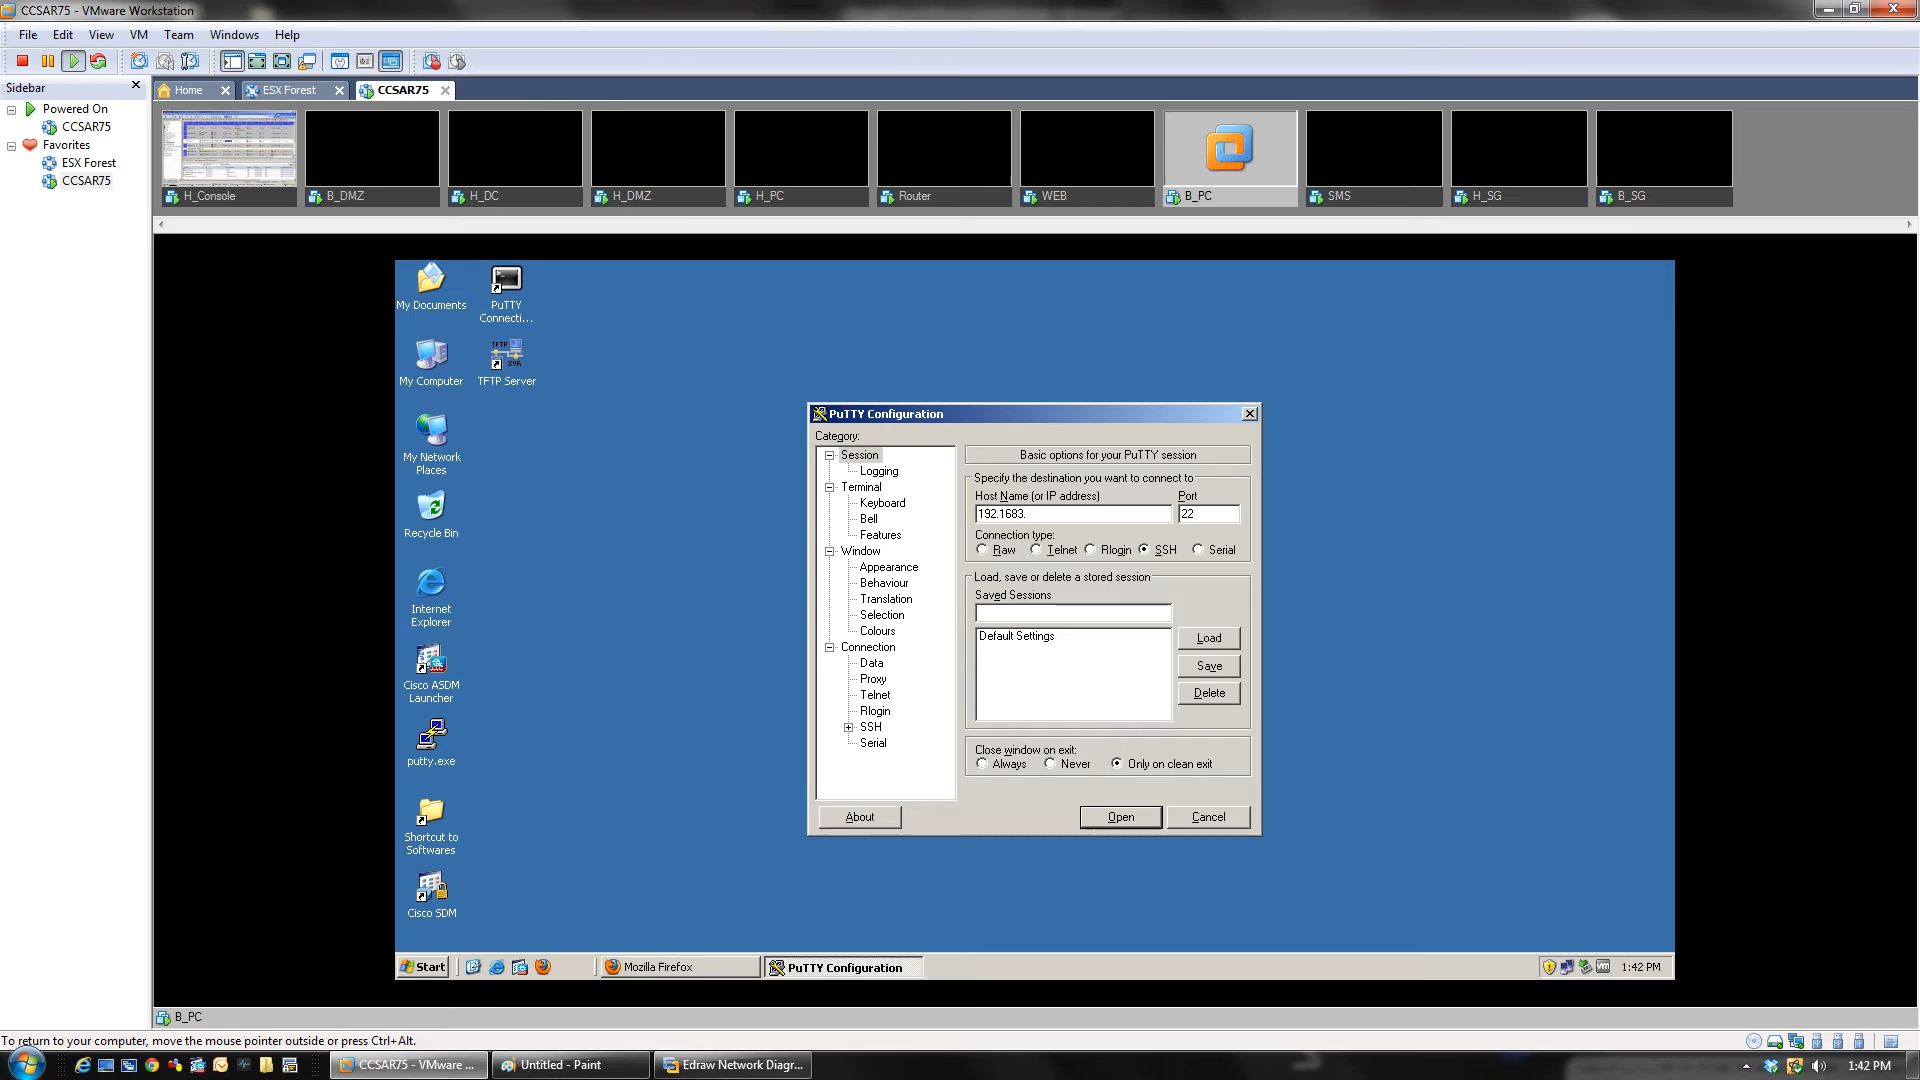 CCSAR75 - VMware Workstation
File Edit View VM Team Windows Help
Sidebar
Powered On
CCSAR75
Favorites
ESX Forest
CCSAR75
Home ESX Forest CCSAR75
H_Console B_DMZ H_DC H_DMZ H_PC Router WEB B_PC SMS H_SG B_SG
My Documents
PuTTY
Connecti...
My Computer
TFTP SVR
TFTP Server
My Network
Places
Recycle Bin
Internet
Explorer
Cisco ASDM
Launcher
putty.exe
Shortcut to
Softwares
Cisco SDM
PuTTY Configuration
Category:
Session
Logging
Terminal
Keyboard
Bell
Features
Window
Appearance
Behaviour
Translation
Selection
Colours
Connection
Data
Proxy
Telnet
Rlogin
SSH
Serial
Basic options for your PuTTY session
Specify the destination you want to connect to
Host Name (or IP address) Port
192.1683. 22
Connection type:
Raw Telnet Rlogin SSH Serial
Load, save or delete a stored session
Saved Sessions
Default Settings
Load
Save
Delete
Close window on exit:
Always Never Only on clean exit
About Open Cancel
Start Mozilla Firefox PuTTY Configuration 1:42 PM
B_PC
To return to your computer, move the mouse pointer outside or press Ctrl+Alt.
CCSAR75 - VMware ... Untitled - Paint Edraw Network Diagr... 1:42 PM